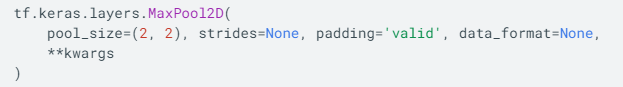 tf.keras.layers.MaxPool2D(
    pool_size=(2, 2), strides=None, padding='valid', data_format=None,
    **kwargs
)